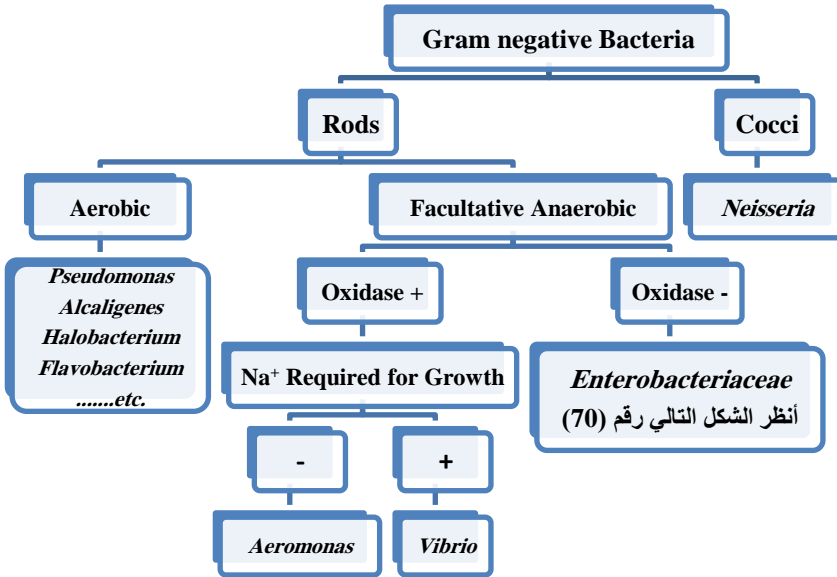 Gram negative Bacteria
Rods
Cocci
Aerobic
Facultative Anaerobic
Neisseria
Pseudomonas
Alcaligenes
Halobacterium
Flavobacterium
.......etc.
Oxidase +
Oxidase -
Na⁺ Required for Growth
Enterobacteriaceae
أنظر الشكل التالي رقم (70)
-
+
Aeromonas
Vibrio